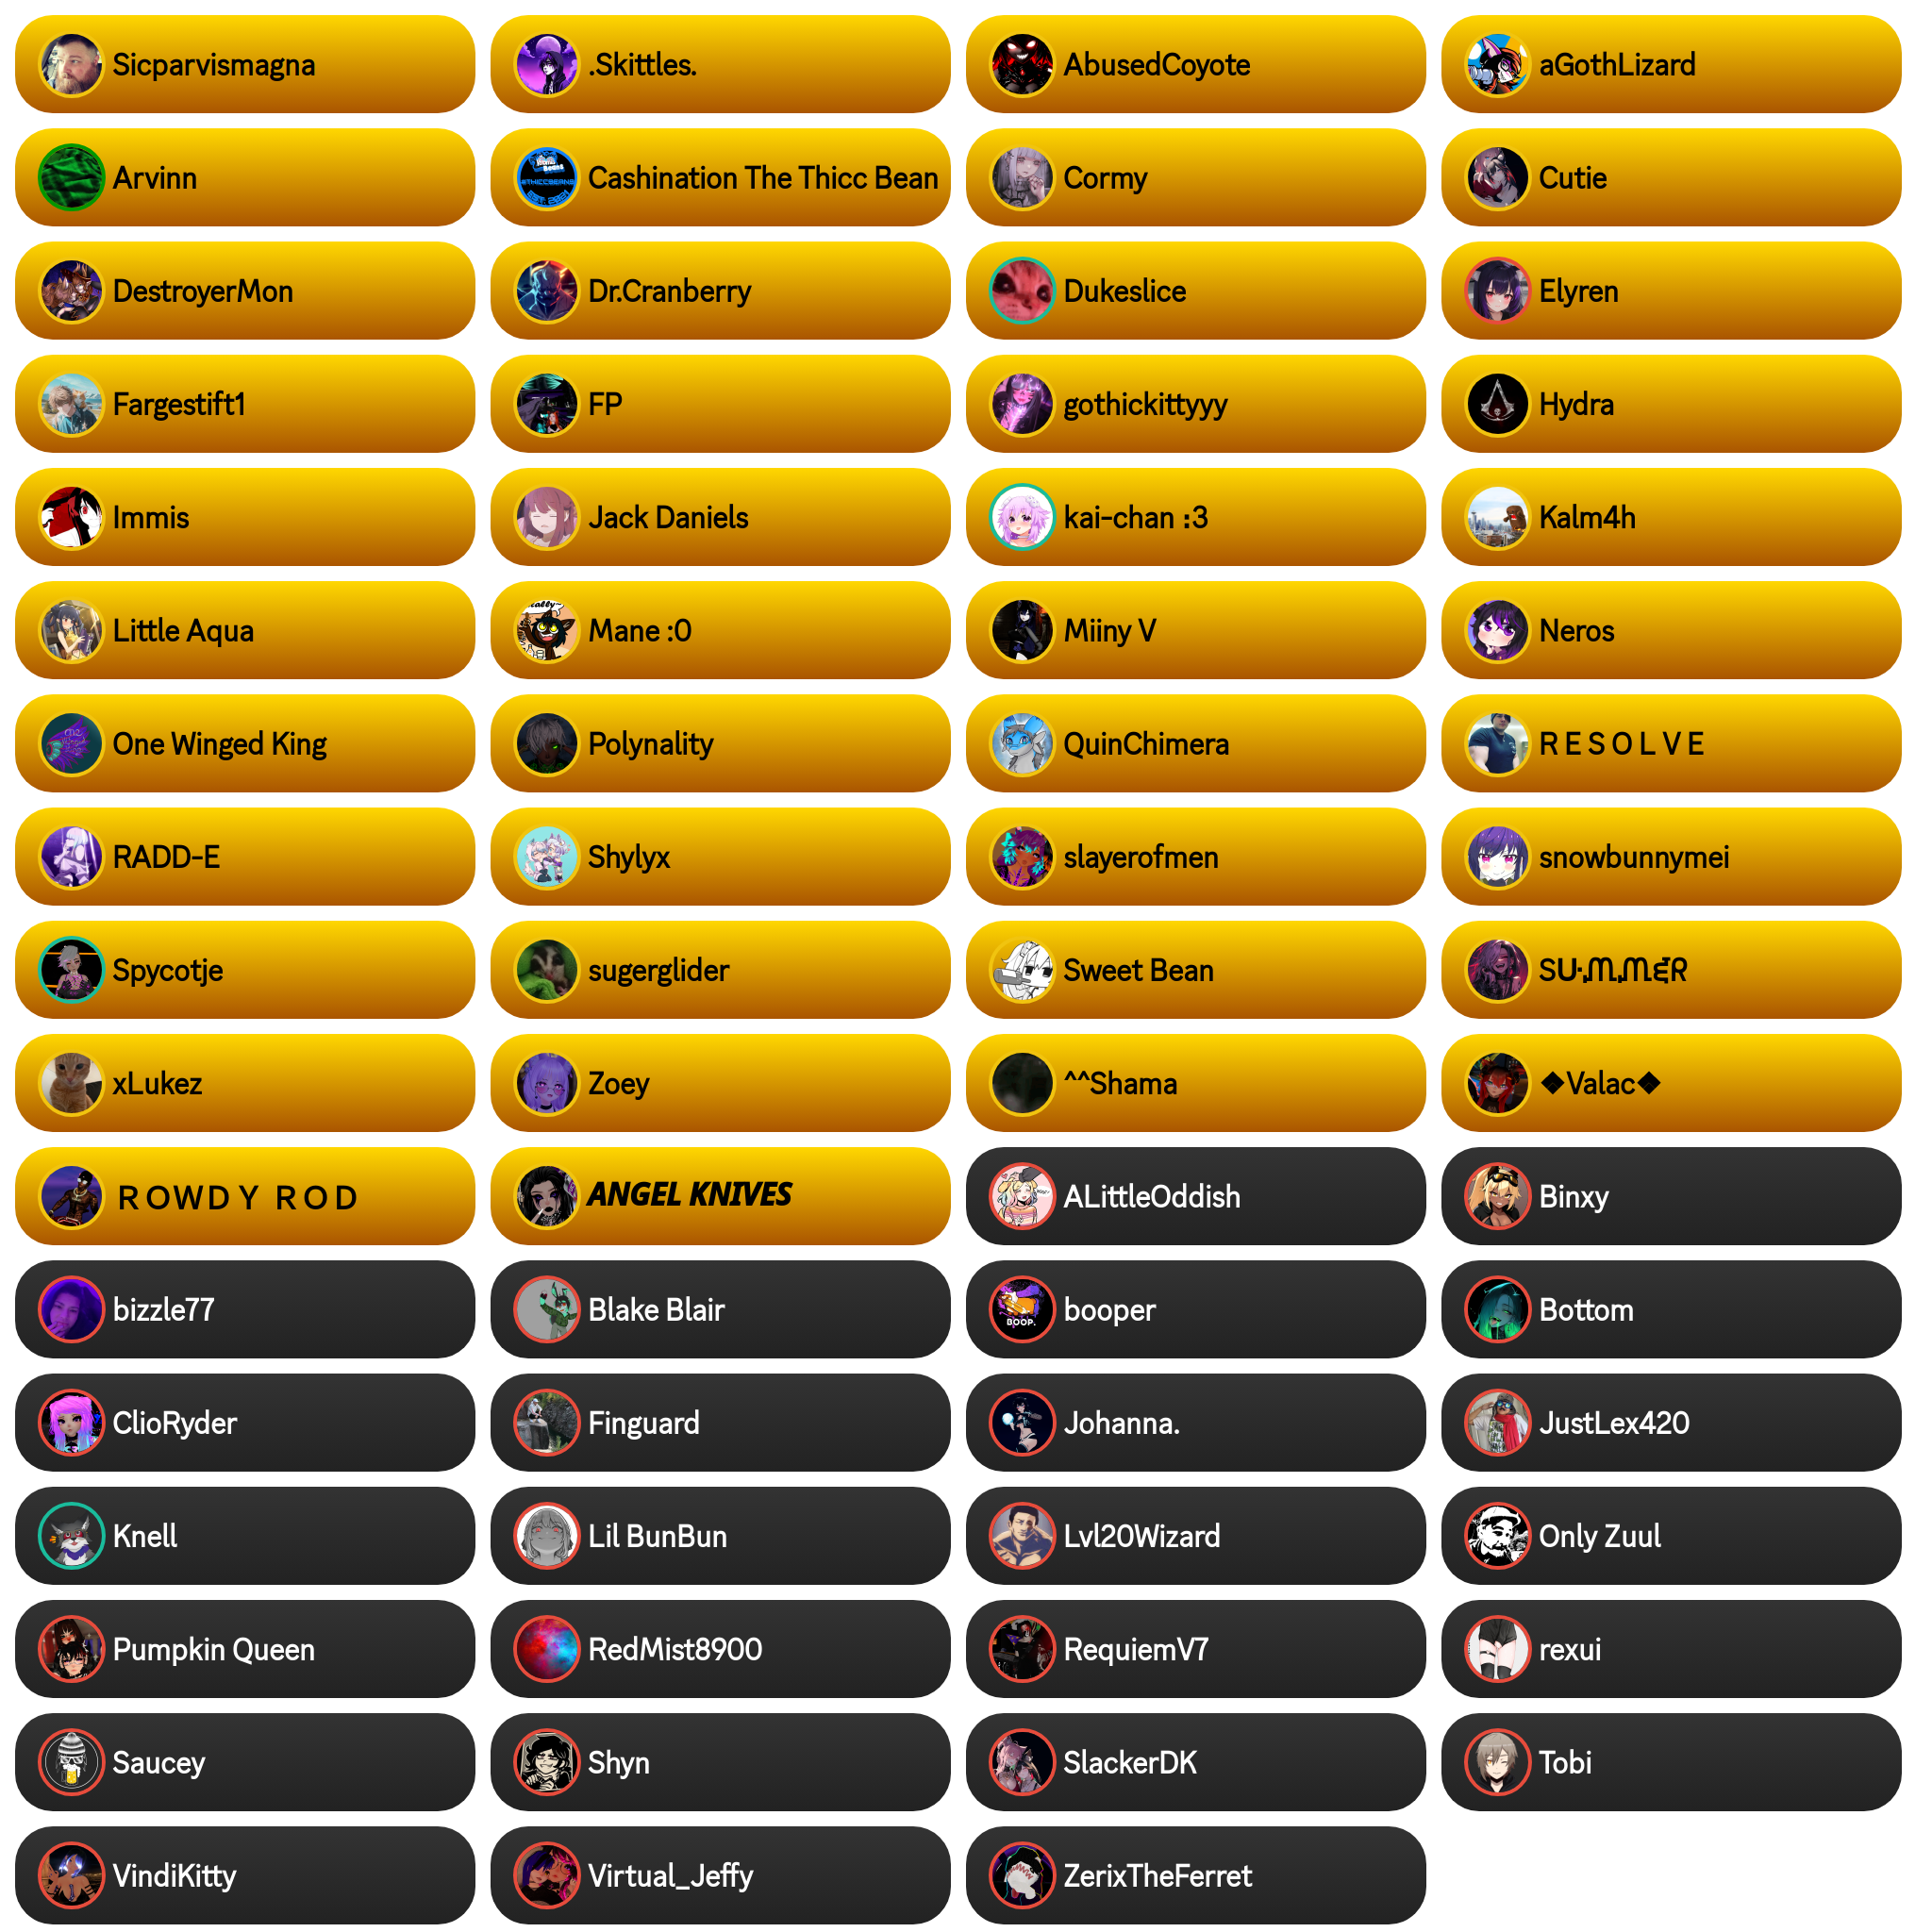 Sicparvismagna
.Skittles.
AbusedCoyote
aGothLizard
Arvinn
Cashination The Thicc Bean
Cormy
Cutie
DestroyerMon
Dr.Cranberry
Dukeslice
Elyren
Fargestift1
FP
gothickittyyy
Hydra
Immis
Jack Daniels
kai-chan :3
Kalm4h
Little Aqua
Mane :0
Miiny V
Neros
One Winged King
Polynality
QuinChimera
R E S O L V E
RADD-E
Shylyx
slayerofmen
snowbunnymei
Spycotje
sugerglider
Sweet Bean
xLukez
Zoey
^^Shama
❖Valac❖
R O W D Y  R O D
ANGEL KNIVES
ALittleOddish
Binxy
bizzle77
Blake Blair
booper
BOOP.
Bottom
ClioRyder
Finguard
Johanna.
JustLex420
Knell
Lil BunBun
Lvl20Wizard
Only Zuul
Pumpkin Queen
RedMist8900
RequiemV7
rexui
Saucey
Shyn
SlackerDK
Tobi
VindiKitty
Virtual_Jeffy
ZerixTheFerret